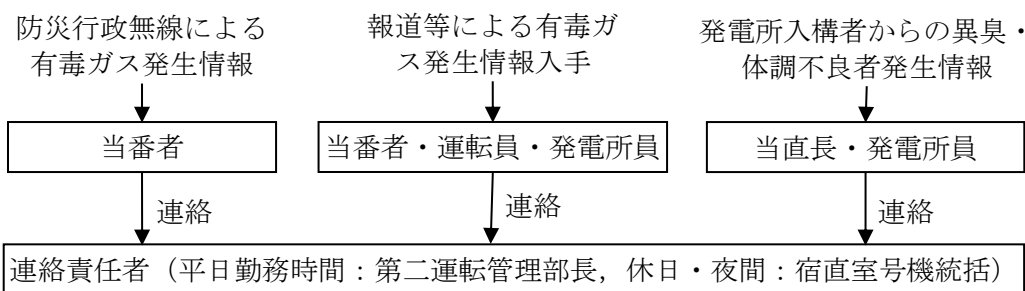 防災行政無線による
有毒ガス発生情報
報道等による有毒ガ
ス発生情報入手
発電所入構者からの異臭・
体調不良者発生情報
当番者
当番者・運転員・発電所員
当直長・発電所員
連絡
連絡
連絡
連絡責任者（平日勤務時間：第二運転管理部長，休日・夜間：宿直室号機統括）